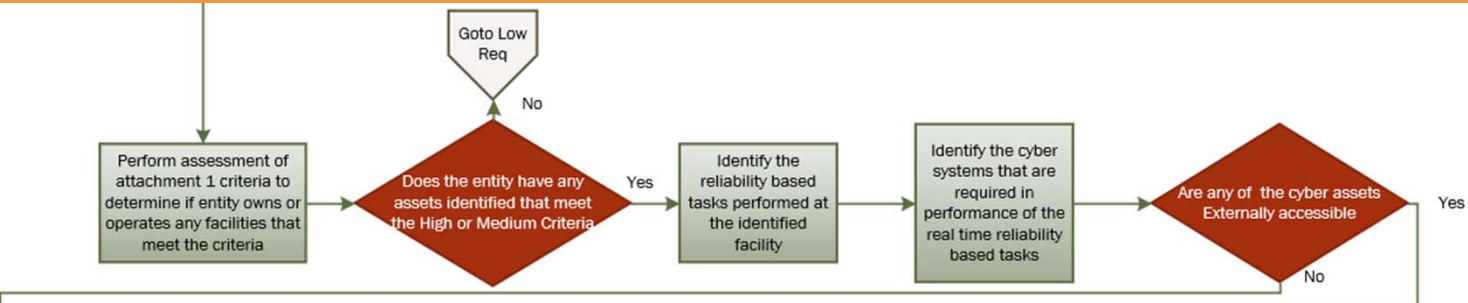 Goto Low
Req
No
Perform assessment of
attachment 1 criteria to
determine if entity owns or
operates any facilities that
meet the criteria
Does the entity have any
assets identified that meet
the High or Medium Criteria
Yes
Identify the
reliability based
tasks performed at
the identified
facility
Identify the cyber
systems that are
required in
performance of the
real time reliability
based tasks
Are any of the cyber assets
Externally accessible
Yes
No